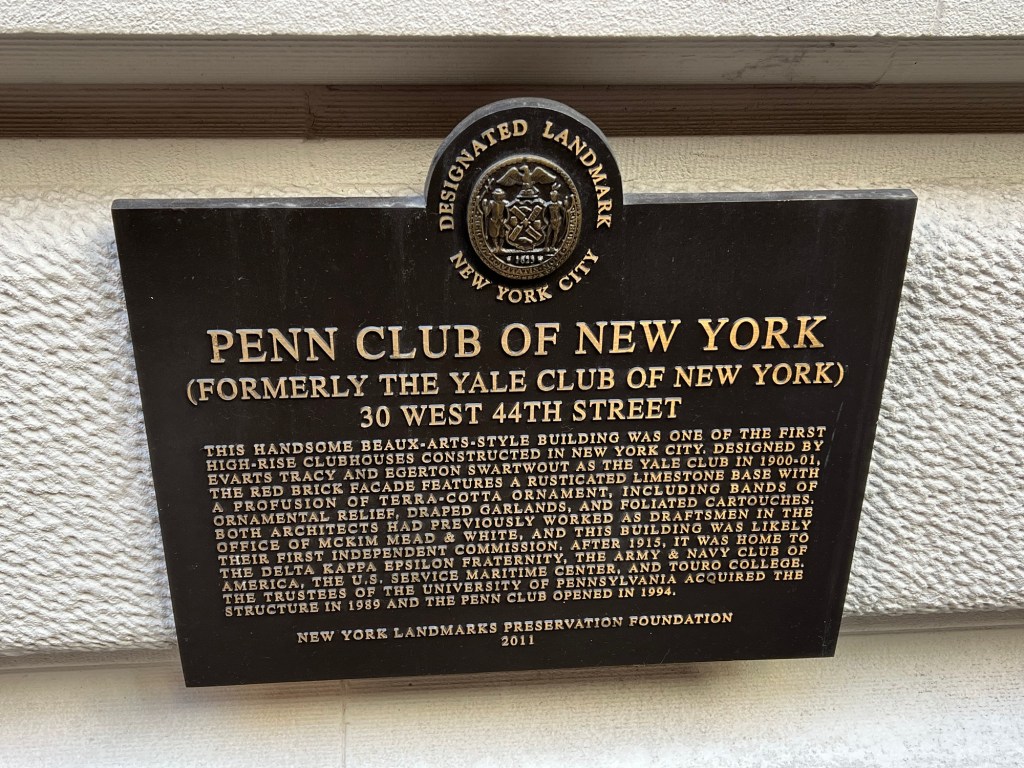 DESIGNATED LANDMARK
NEW YORK CITY
PENN CLUB OF NEW YORK
(FORMERLY THE YALE CLUB OF NEW YORK)
30 WEST 44TH STREET
THIS HANDSOME BEAUX-ARTS-STYLE BUILDING WAS ONE OF THE FIRST
HIGH-RISE CLUBHOUSES CONSTRUCTED IN NEW YORK CITY. DESIGNED BY
EVARTS TRACY AND EGERTON SWARTWOUT AS THE YALE CLUB IN 1900-01,
THE RED BRICK FACADE FEATURES A RUSTICATED LIMESTONE BASE WITH
A PROFUSION OF TERRA-COTTA ORNAMENT, INCLUDING BANDS OF
ORNAMENTAL RELIEF, DRAPED GARLANDS, AND FOLIATED CARTOUCHES.
BOTH ARCHITECTS HAD PREVIOUSLY WORKED AS DRAFTSMEN IN THE
OFFICE OF MCKIM MEAD & WHITE, AND THIS BUILDING WAS LIKELY
THEIR FIRST INDEPENDENT COMMISSION. AFTER 1915, IT WAS HOME TO
THE DELTA KAPPA EPSILON FRATERNITY, THE ARMY & NAVY CLUB OF
AMERICA, THE U.S. SERVICE MARITIME CENTER, AND TOURO COLLEGE.
THE TRUSTEES OF THE UNIVERSITY OF PENNSYLVANIA ACQUIRED THE
STRUCTURE IN 1989 AND THE PENN CLUB OPENED IN 1994.
NEW YORK LANDMARKS PRESERVATION FOUNDATION
2011